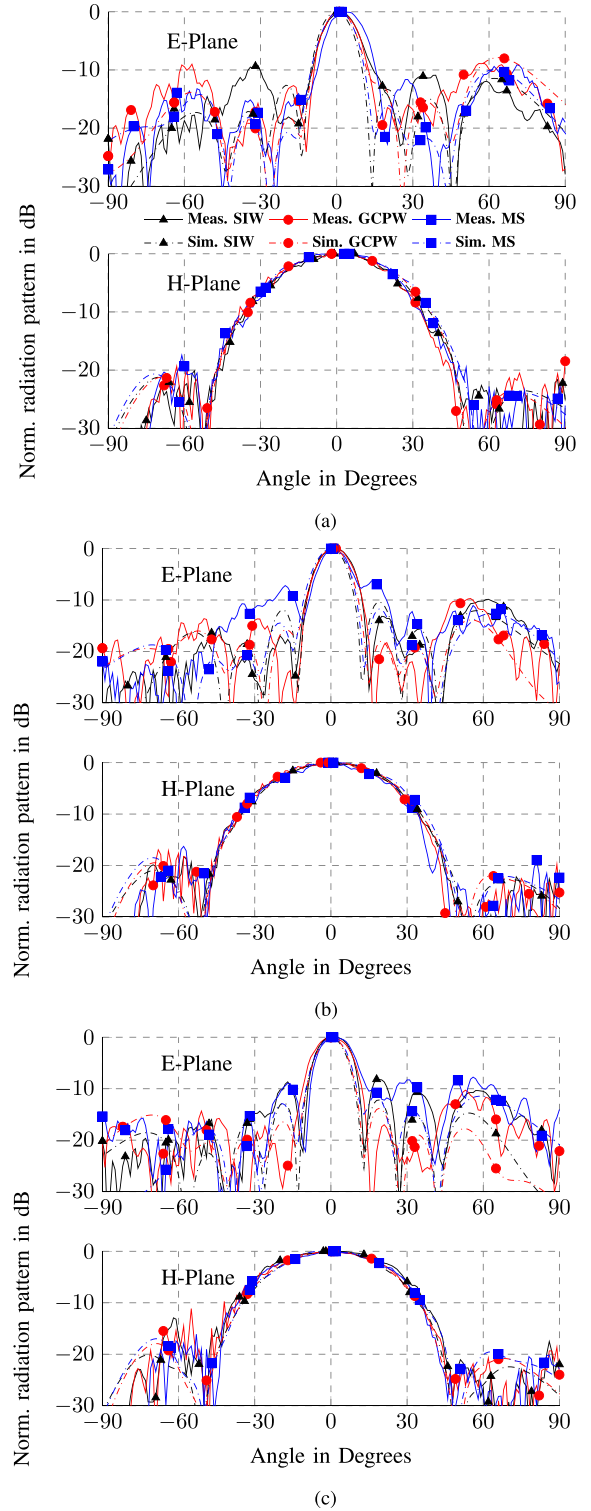 E-Plane
0
−10
−20
−30
−90 −60 −30 0 30 60 90
Meas. SIW Meas. GCPW Meas. MS
Sim. SIW Sim. GCPW Sim. MS
H-Plane
0
−10
−20
−30
−90 −60 −30 0 30 60 90
Norm. radiation pattern in dB
Angle in Degrees
(a)
E-Plane
0
−10
−20
−30
−90 −60 −30 0 30 60 90
H-Plane
0
−10
−20
−30
−90 −60 −30 0 30 60 90
Norm. radiation pattern in dB
Angle in Degrees
(b)
E-Plane
0
−10
−20
−30
−90 −60 −30 0 30 60 90
H-Plane
0
−10
−20
−30
−90 −60 −30 0 30 60 90
Norm. radiation pattern in dB
Angle in Degrees
(c)